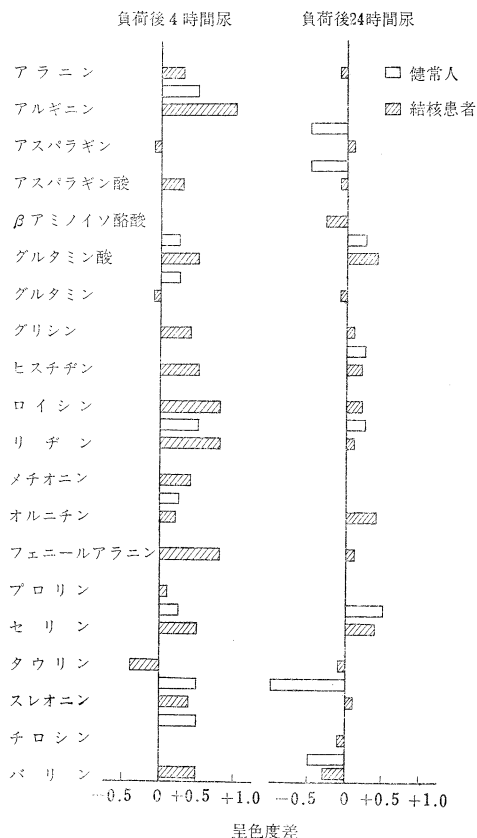 負荷後4時間尿 負荷後24時間尿
アラニン
□ 健常人
アルギニン
結核患者
アスパラギン
アスパラギン酸
βアミノイソ酪酸
グルタミン酸
グルタミン
グリシン
ヒスチヂン
ロイシン
リヂン
メチオニン
オルニチン
フェニールアラニン
プロリン
セリン
タウリン
スレオニン
チロシン
バリン
-0.5 0 +0.5 +1.0 -0.5 0 +0.5 +1.0
呈色度差